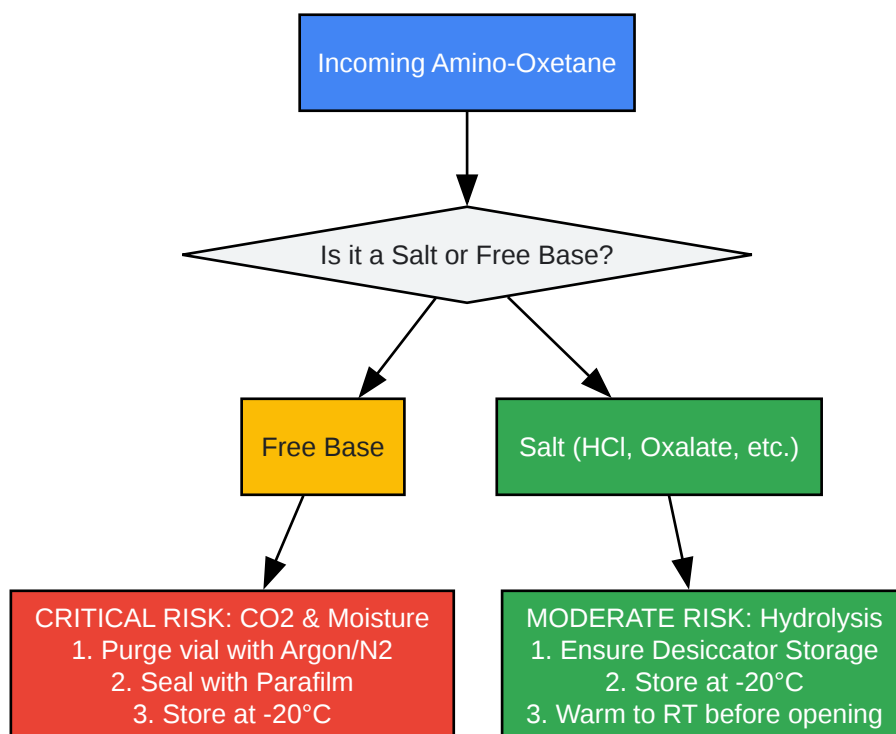 Incoming Amino-Oxetane
Is it a Salt or Free Base?
Free Base
Salt (HCl, Oxalate, etc.)
CRITICAL RISK: CO2 & Moisture
1. Purge vial with Argon/N2
2. Seal with Parafilm
3. Store at -20°C
MODERATE RISK: Hydrolysis
1. Ensure Desiccator Storage
2. Store at -20°C
3. Warm to RT before opening